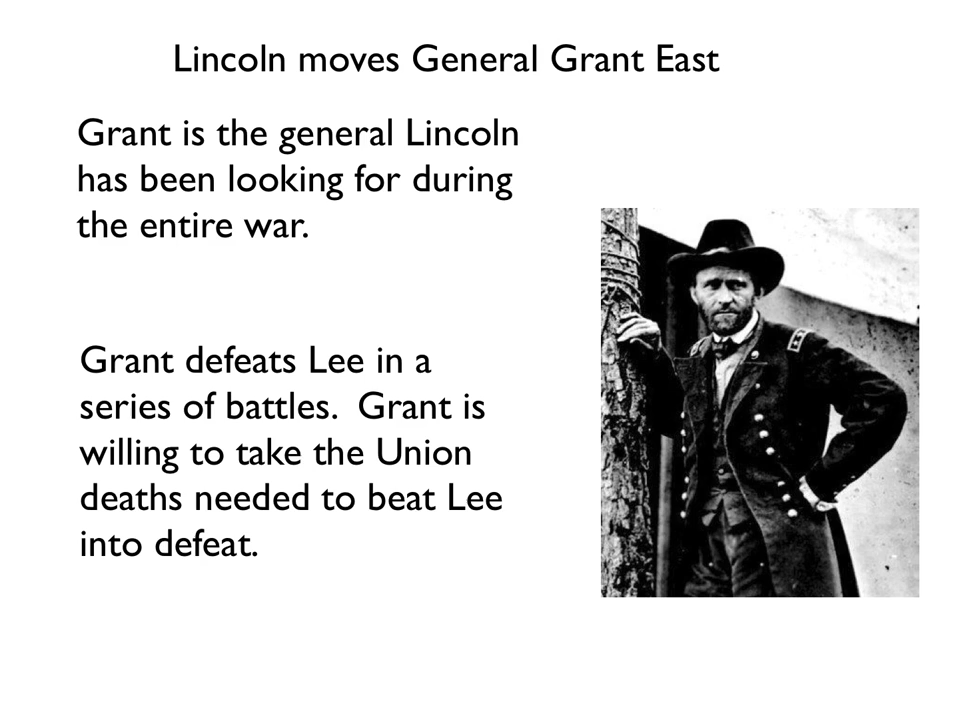 Lincoln moves General Grant East
Grant is the general Lincoln
has been looking for during
the entire war.
Grant defeats Lee in a
series of battles.  Grant is
willing to take the Union
deaths needed to beat Lee
into defeat.